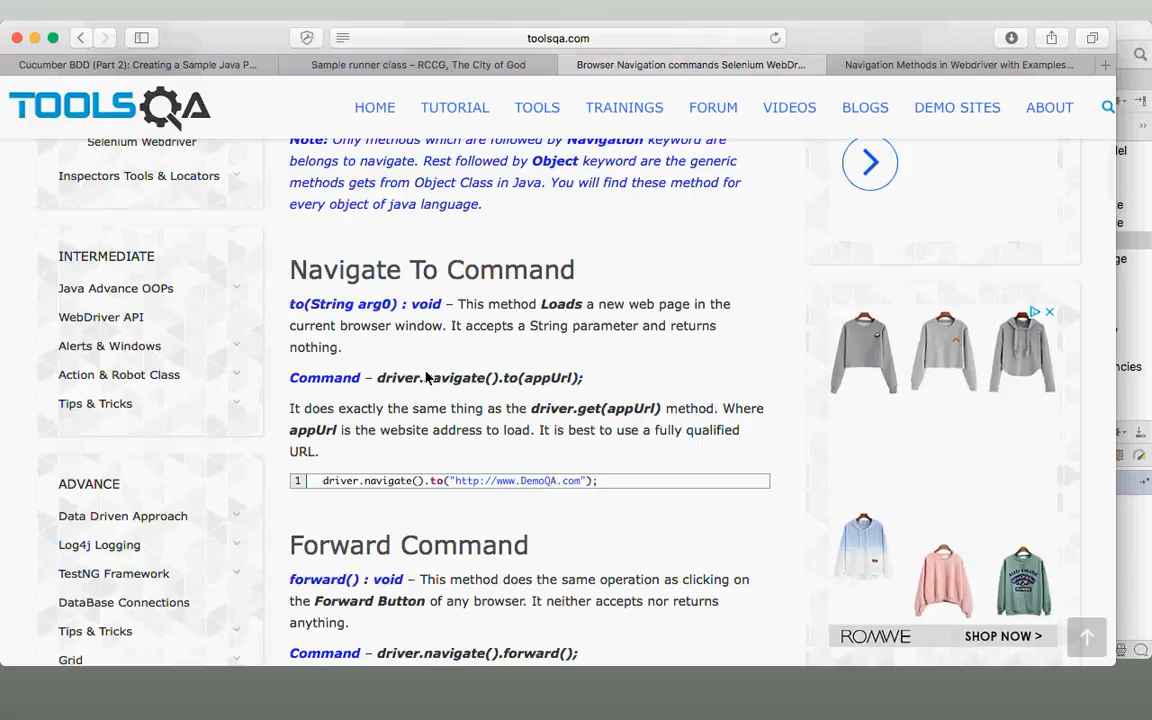 toolsqa.com
Cucumber BDD (Part 2): Creating a Sample Java P...
Sample runner class – RCCG, The City of God
Browser Navigation commands Selenium WebDr...
Navigation Methods in Webdriver with Examples...
TOOLSQA
HOME
TUTORIAL
TOOLS
TRAININGS
FORUM
VIDEOS
BLOGS
DEMO SITES
ABOUT
Selenium Webdriver
Inspectors Tools & Locators
INTERMEDIATE
Java Advance OOPs
WebDriver API
Alerts & Windows
Action & Robot Class
Tips & Tricks
ADVANCE
Data Driven Approach
Log4j Logging
TestNG Framework
DataBase Connections
Tips & Tricks
Grid
Note: Only methods which are followed by Navigation keyword are
belongs to navigate. Rest followed by Object keyword are the generic
methods gets from Object Class in Java. You will find these method for
every object of java language.
Navigate To Command
to(String arg0) : void – This method Loads a new web page in the
current browser window. It accepts a String parameter and returns
nothing.
Command – driver.navigate().to(appUrl);
It does exactly the same thing as the driver.get(appUrl) method. Where
appUrl is the website address to load. It is best to use a fully qualified
URL.
1 driver.navigate().to("http://www.DemoQA.com");
Forward Command
forward() : void – This method does the same operation as clicking on
the Forward Button of any browser. It neither accepts nor returns
anything.
Command – driver.navigate().forward();
ROMWE
SHOP NOW >